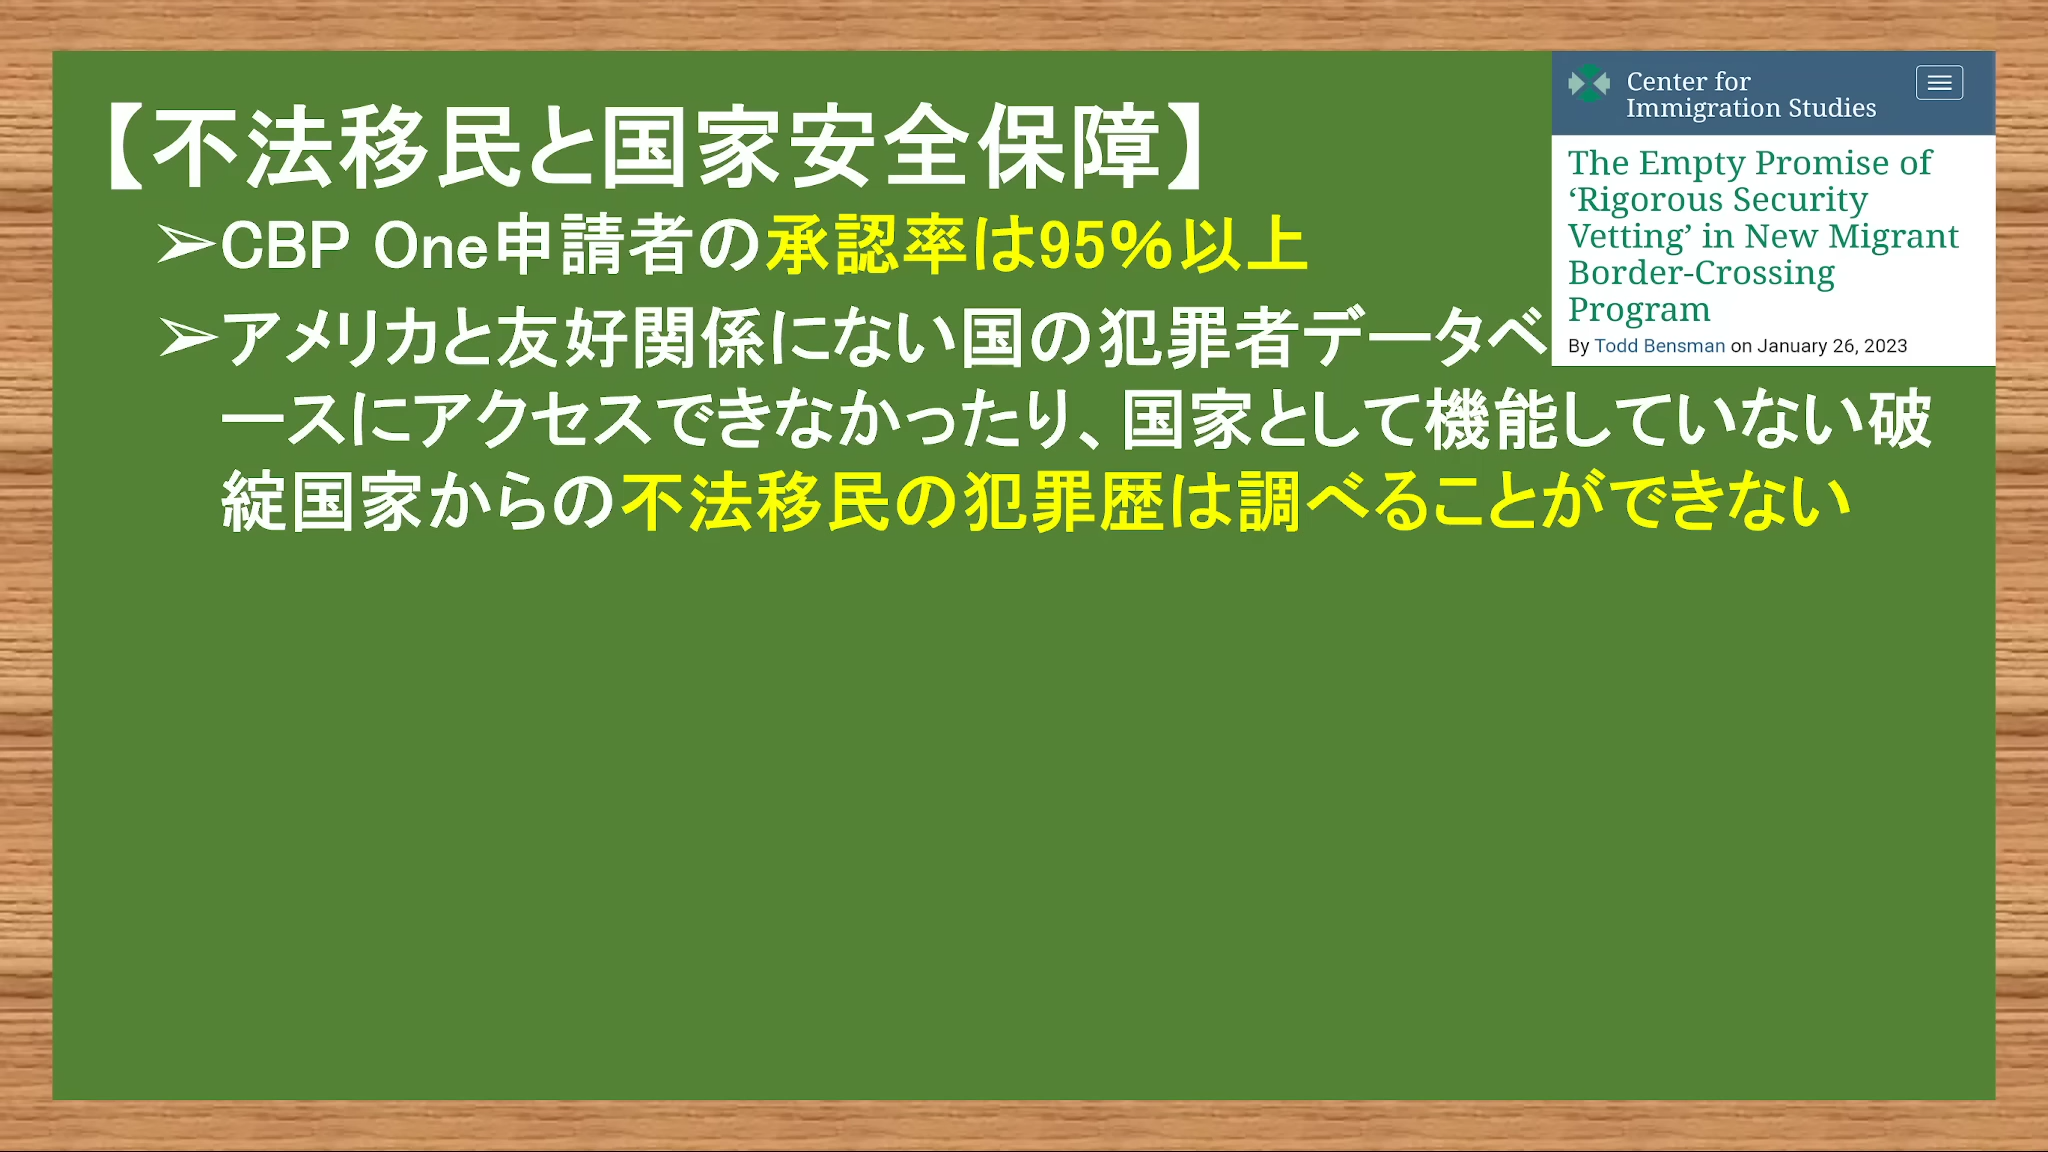 【不法移民と国家安全保障】
➢CBP One申請者の承認率は95%以上
➢アメリカと友好関係にない国の犯罪者データベ
ースにアクセスできなかったり、国家として機能していない破
綻国家からの不法移民の犯罪歴は調べることができない
Center for
Immigration Studies
The Empty Promise of
‘Rigorous Security
Vetting’ in New Migrant
Border-Crossing
Program
By Todd Bensman on January 26, 2023